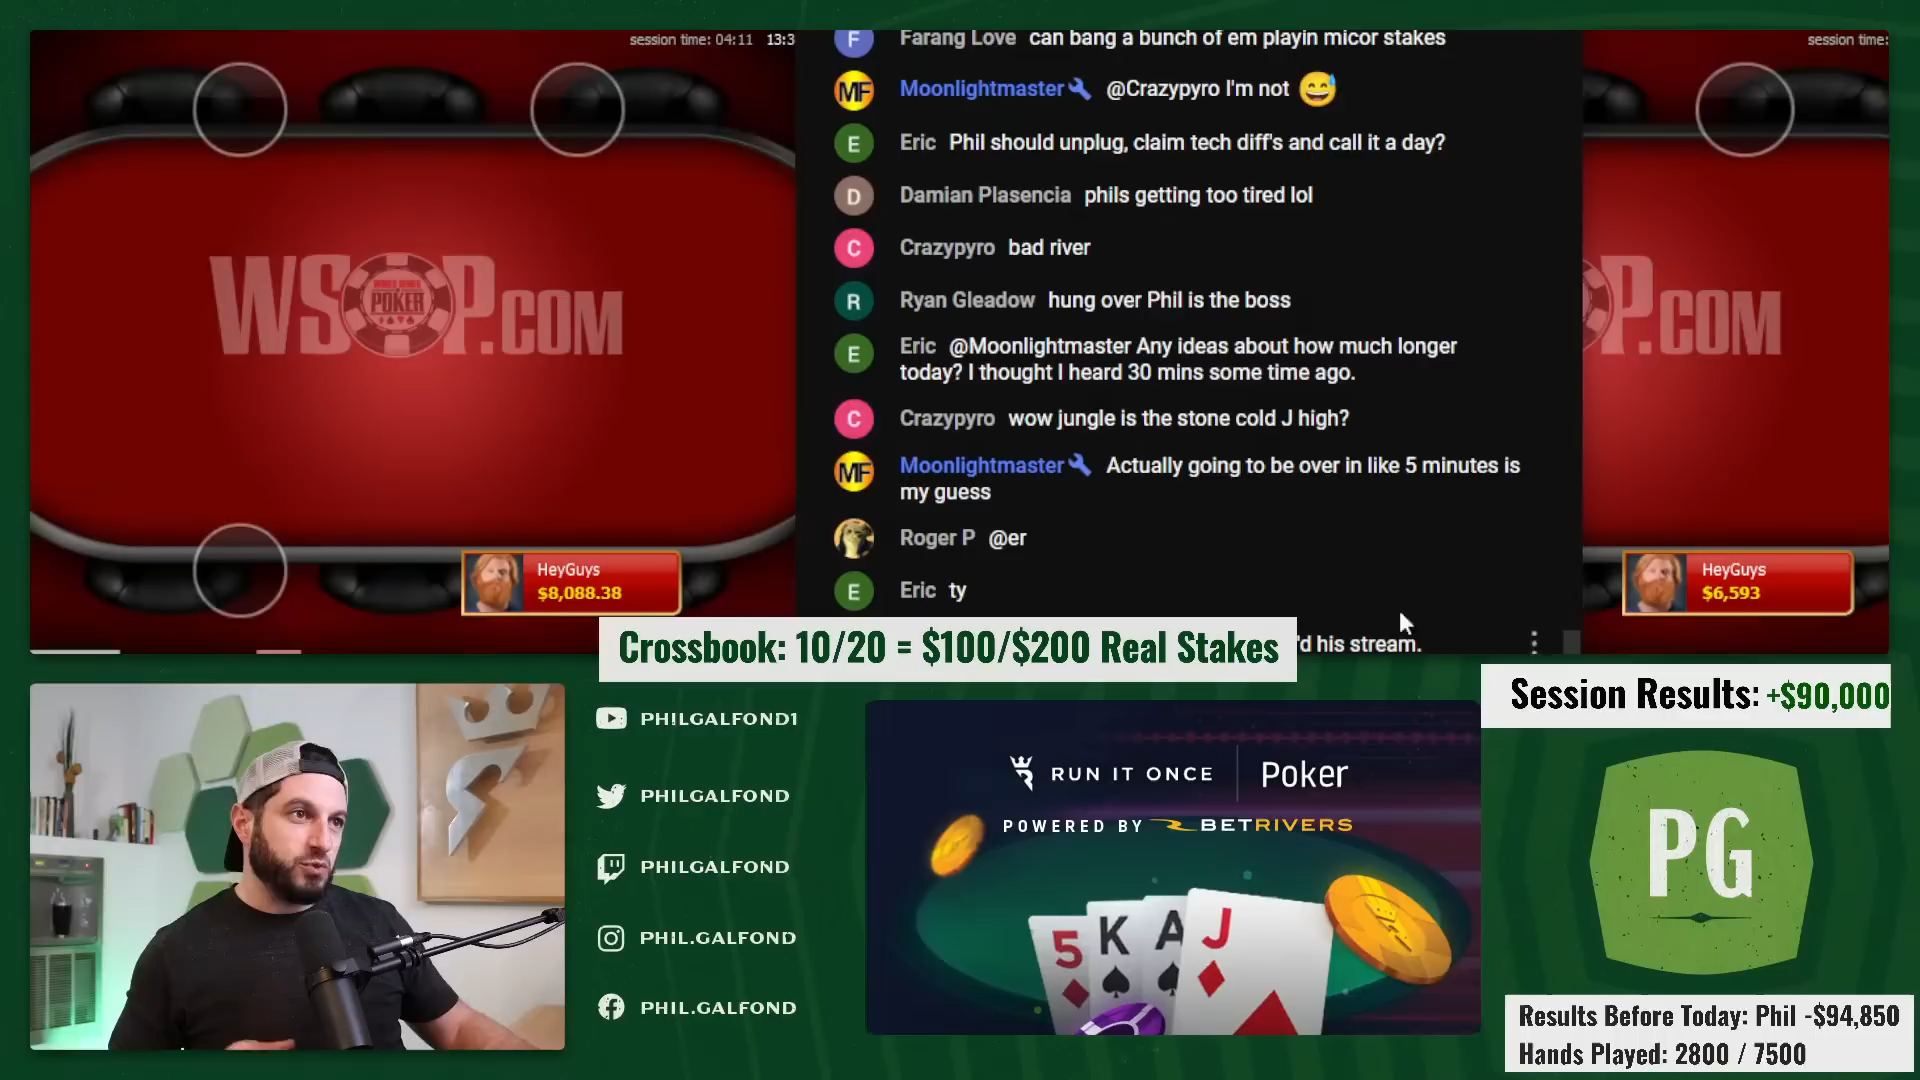 session time: 04:11 13:3
WSOP.COM
WORLD SERIES
POKER
HeyGuys
$8,088.38
Farang Love can bang a bunch of em playin micor stakes
MF
Moonlightmaster @Crazypyro I'm not
E
Eric Phil should unplug, claim tech diff's and call it a day?
D
Damian Plasencia phils getting too tired lol
C
Crazypyro bad river
R
Ryan Gleadow hung over Phil is the boss
E
Eric @Moonlightmaster Any ideas about how much longer
today? I thought I heard 30 mins some time ago.
C
Crazypyro wow jungle is the stone cold J high?
MF
Moonlightmaster Actually going to be over in like 5 minutes is
my guess
Roger P @er
E
Eric ty
'd his stream.
session time:
P.COM
HeyGuys
$6,593
Crossbook: 10/20 = $100/$200 Real Stakes
Session Results: +$90,000
PHILGALFOND1
PHILGALFOND
PHILGALFOND
PHIL.GALFOND
PHIL.GALFOND
RUN IT ONCE | Poker
POWERED BY BETRIVERS
5 K A J
PG
Results Before Today: Phil -$94,850
Hands Played: 2800 / 7500